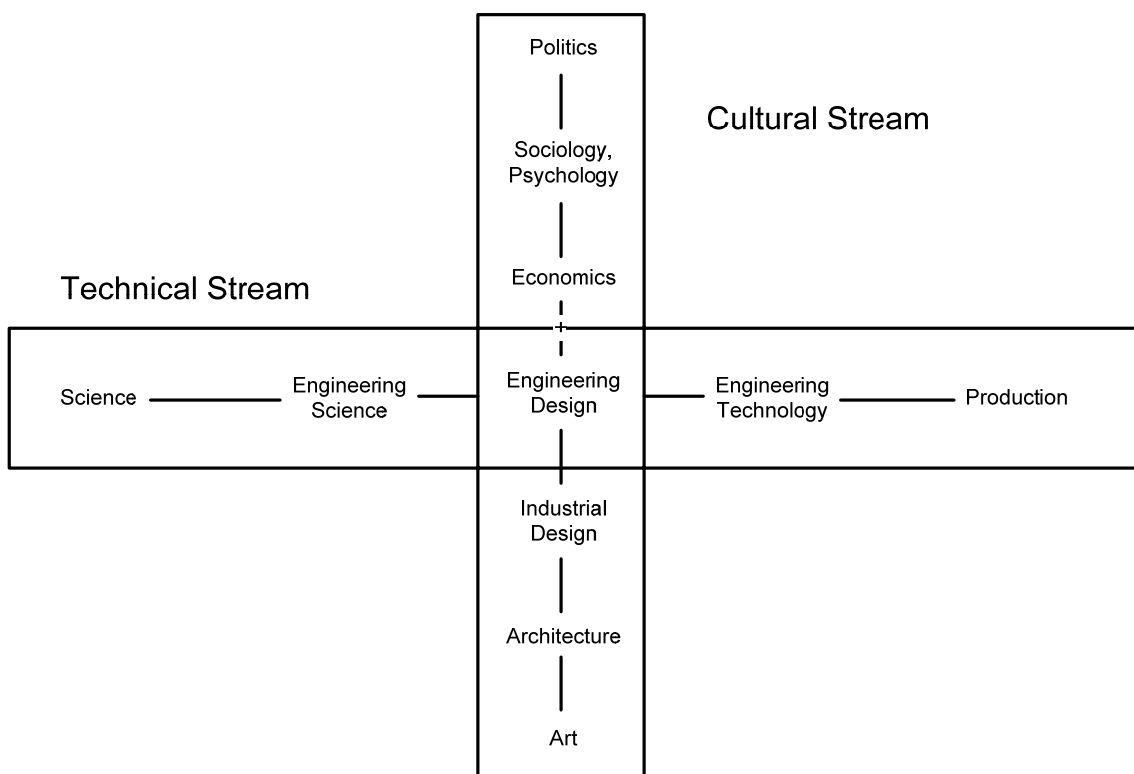 Politics
Cultural Stream
Sociology,
Psychology
Economics
Technical Stream
+
Science
Engineering
Science
Engineering
Design
Engineering
Technology
Production
Industrial
Design
Architecture
Art